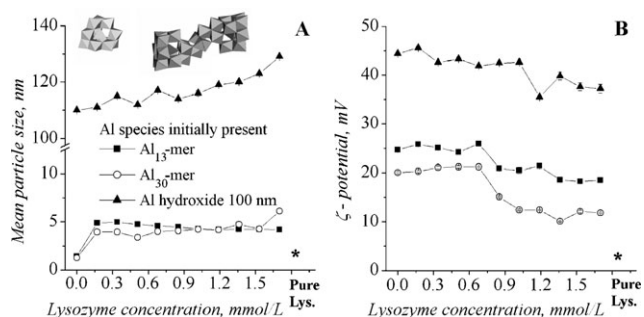 A
140
130
120
110
10
5
0
Mean particle size, nm
Al species initially present
Al₁₃-mer
Al₃₀-mer
Al hydroxide 100 nm
*
0.0 0.3 0.6 0.9 1.2 1.5 Pure
Lys.
Lysozyme concentration, mmol/L
B
50
40
30
20
10
0
ζ - potential, mV
*
0.0 0.3 0.6 0.9 1.2 1.5 Pure
Lys.
Lysozyme concentration, mmol/L